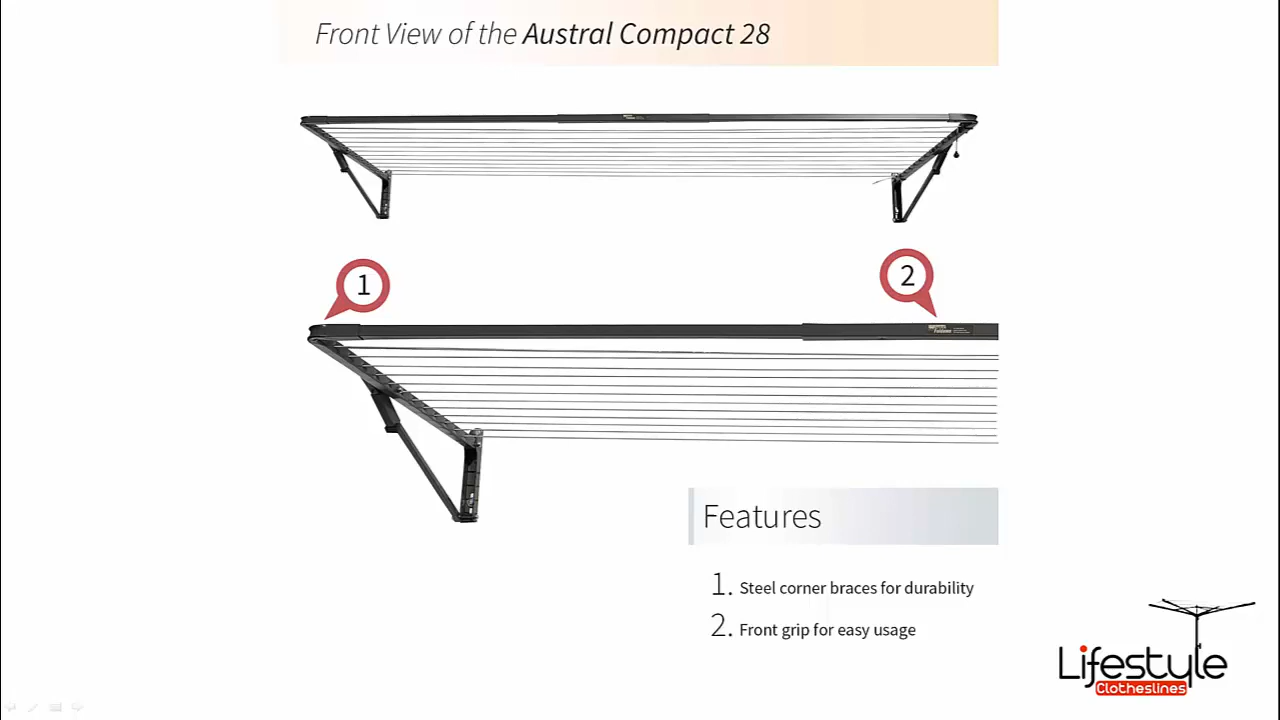 Front View of the Austral Compact 28
1
2
Features
1. Steel corner braces for durability
2. Front grip for easy usage
Lifestyle
Clotheslines